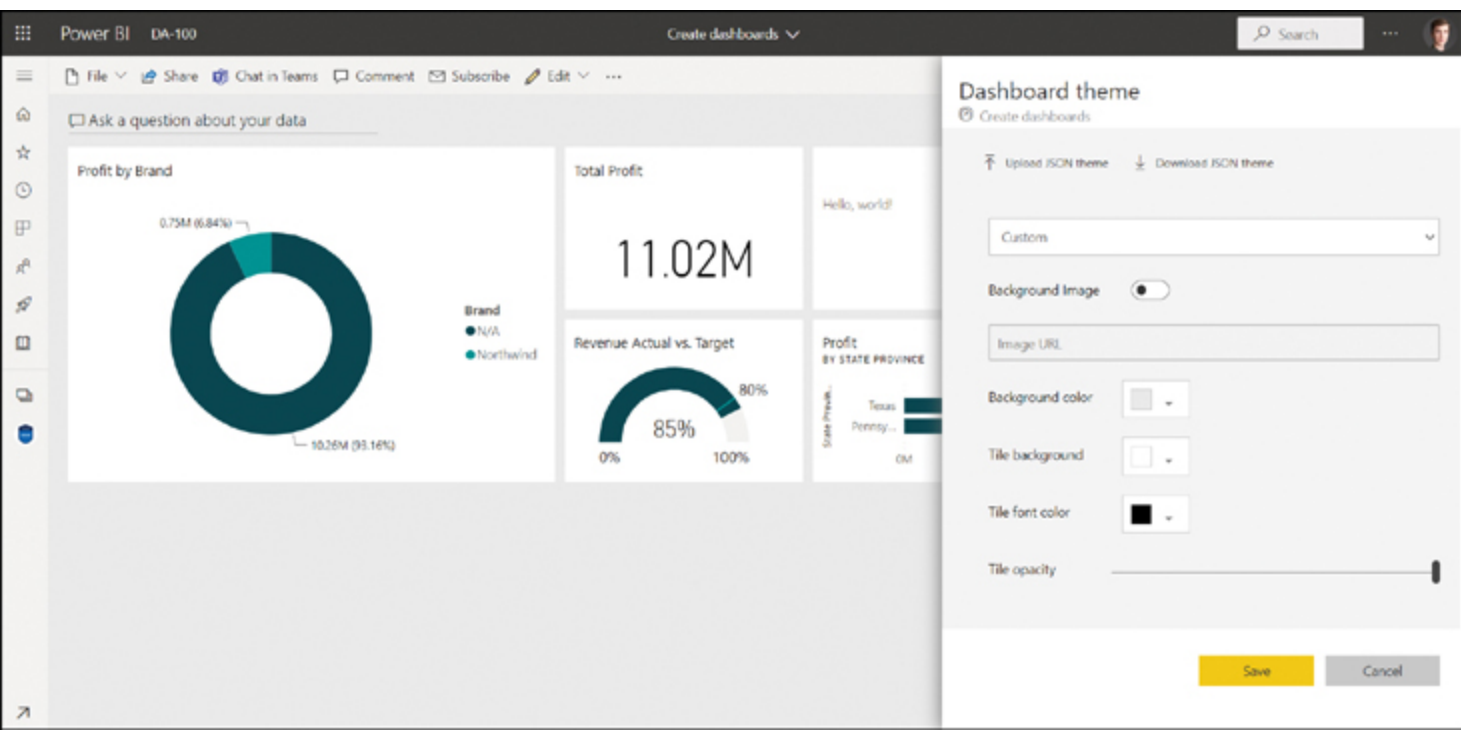 Power BI DA-100 Create dashboards Search ...
File Share Chat in Teams Comment Subscribe Edit ...
Ask a question about your data
Profit by Brand
0.75M (6.84%)
10.26M (93.16%)
Brand
N/A
Northwind
Total Profit
11.02M
Hello, world!
Revenue Actual vs. Target
80%
85%
0% 100%
Profit
BY STATE PROVINCE
State Provin...
Texas
Pennsy...
0M
Dashboard theme
Create dashboards
Upload JSON theme Download JSON theme
Custom
Background Image
Image URL
Background color
Tile background
Tile font color
Tile opacity
Save Cancel